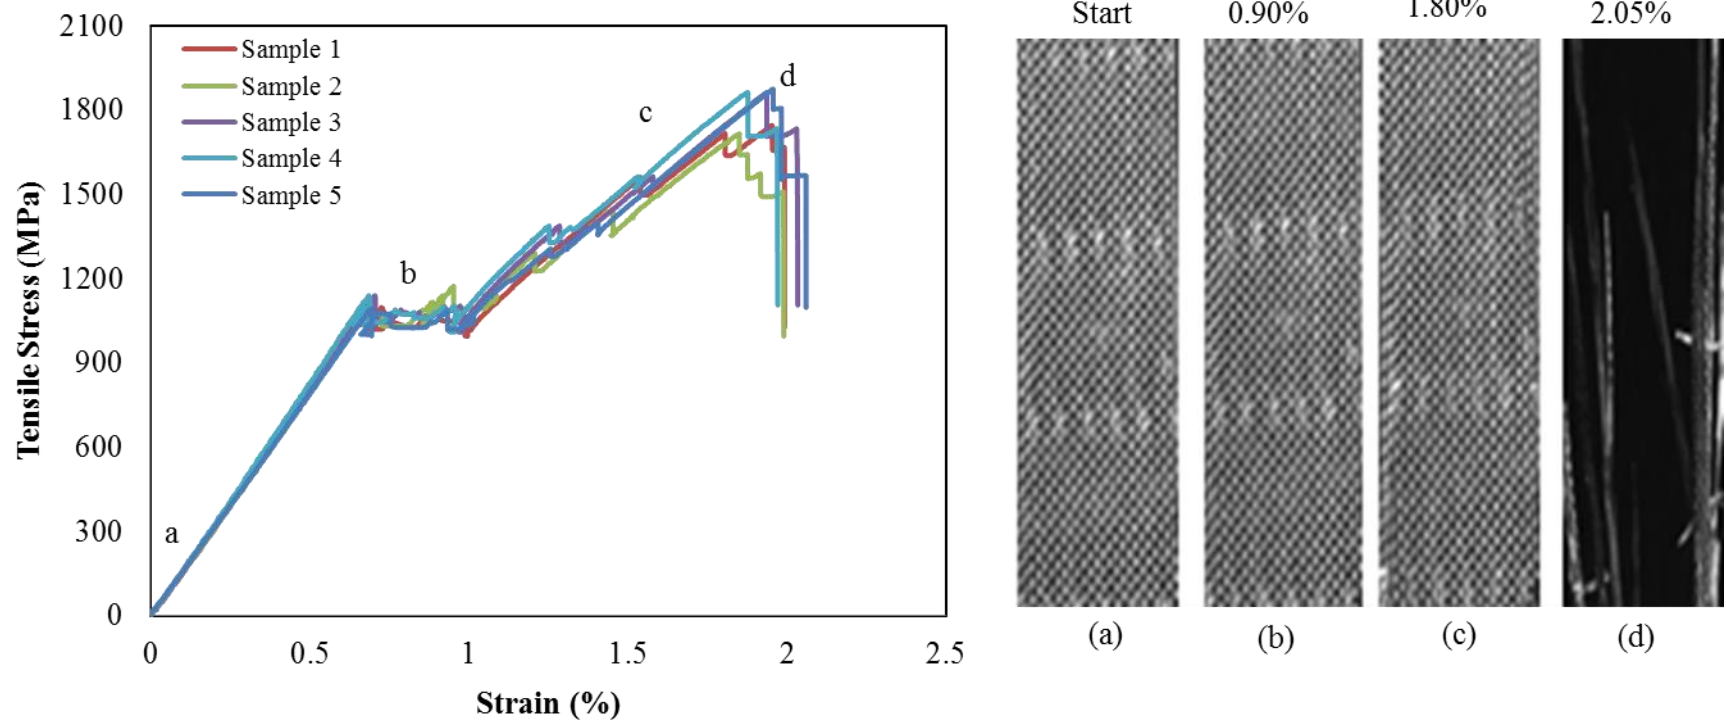 2100
1800
1500
1200
900
600
300
0
Tensile Stress (MPa)
Sample 1
Sample 2
Sample 3
Sample 4
Sample 5
a
b
c
d
0 0.5 1 1.5 2 2.5
Strain (%)
Start 0.90% 1.80% 2.05%
(a) (b) (c) (d)